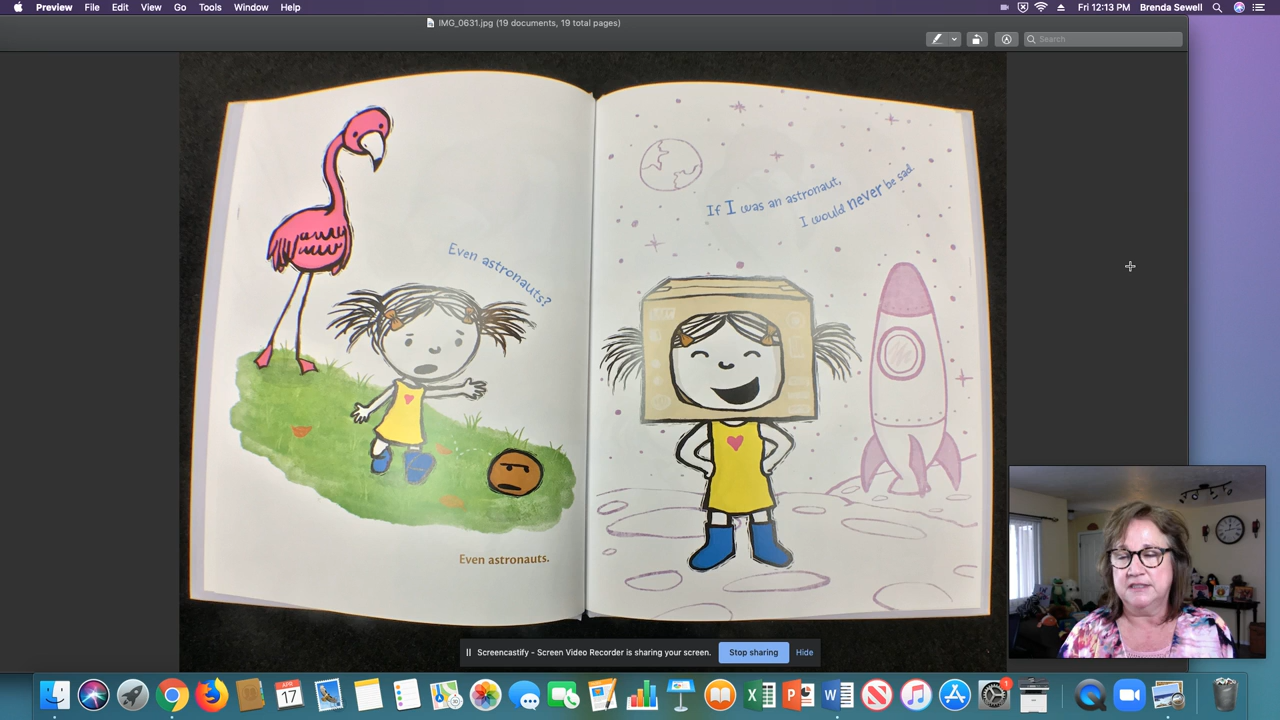 Preview File Edit View Go Tools Window Help
Fri 12:13 PM Brenda Sewell
IMG_0631.jpg (19 documents, 19 total pages)
Search
Even astronauts?
Even astronauts.
If I was an astronaut,
I would never be sad.
Screencastify - Screen Video Recorder is sharing your screen.
Stop sharing
Hide
APR
17
1